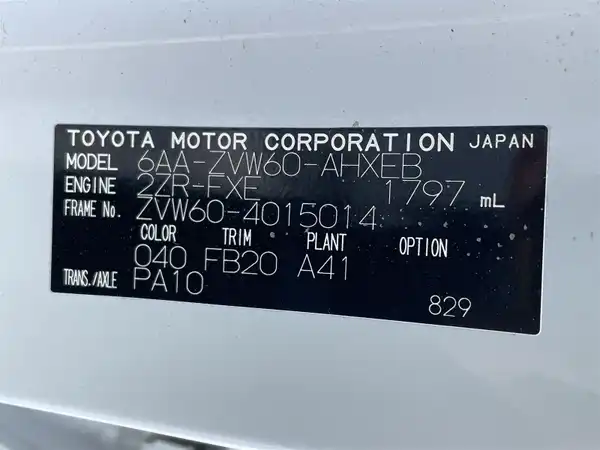 TOYOTA MOTOR CORPORATION JAPAN
MODEL 6AA-ZVW60-AHXEB
ENGINE 2ZR-FXE 1797 mL
FRAME No. ZVW60-4015014
COLOR TRIM PLANT OPTION
040 FB20 A41
TRANS./AXLE PA10
829